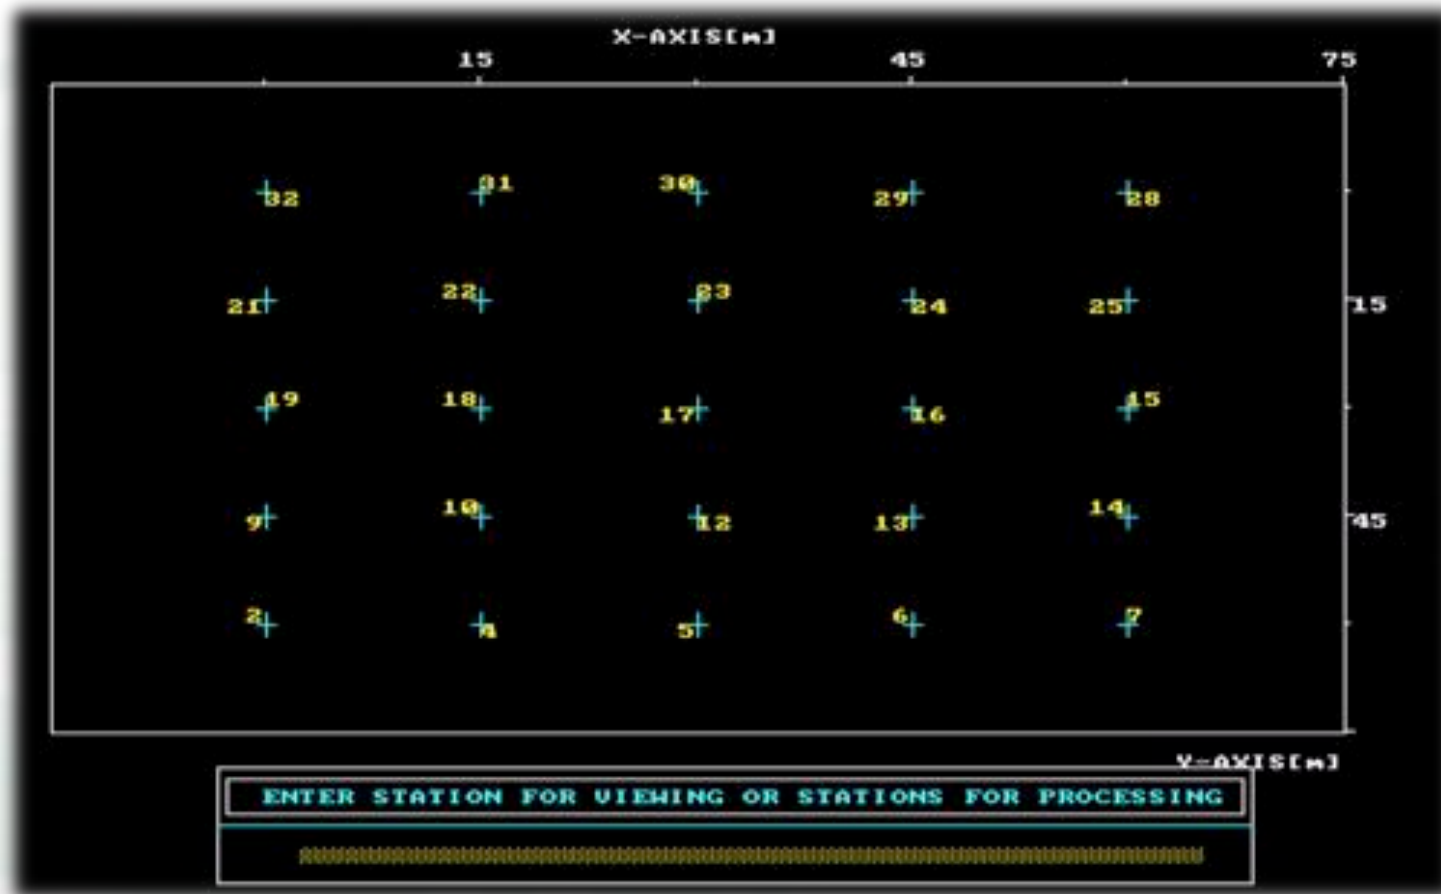 X-AXIS[m]
15 45 75
32 31 30 29 28
21 22 23 24 25 15
19 18 17 16 15
9 10 12 13 14 45
2 4 5 6 7
Y-AXIS[m]
ENTER STATION FOR VIEWING OR STATIONS FOR PROCESSING